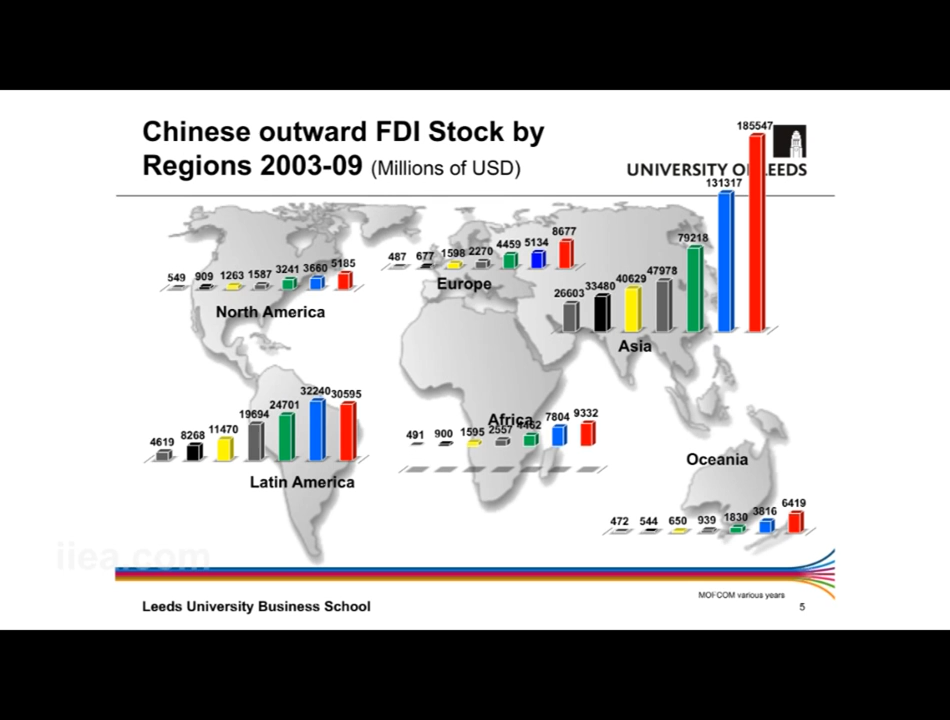 Chinese outward FDI Stock by
Regions 2003-09 (Millions of USD)
UNIVERSITY OF LEEDS
549 909 1263 1587 3241 3660 5185
North America
487 677 1598 2270 4459 5134 8677
Europe
26603 33480 40629 47978 79218 131317 185547
Asia
4619 8268 11470 19694 24701 32240 30595
Latin America
Africa
491 900 1595 2557 4462 7804 9332
Oceania
472 544 650 939 1830 3816 6419
iiea.com
MOFCOM various years
Leeds University Business School
5